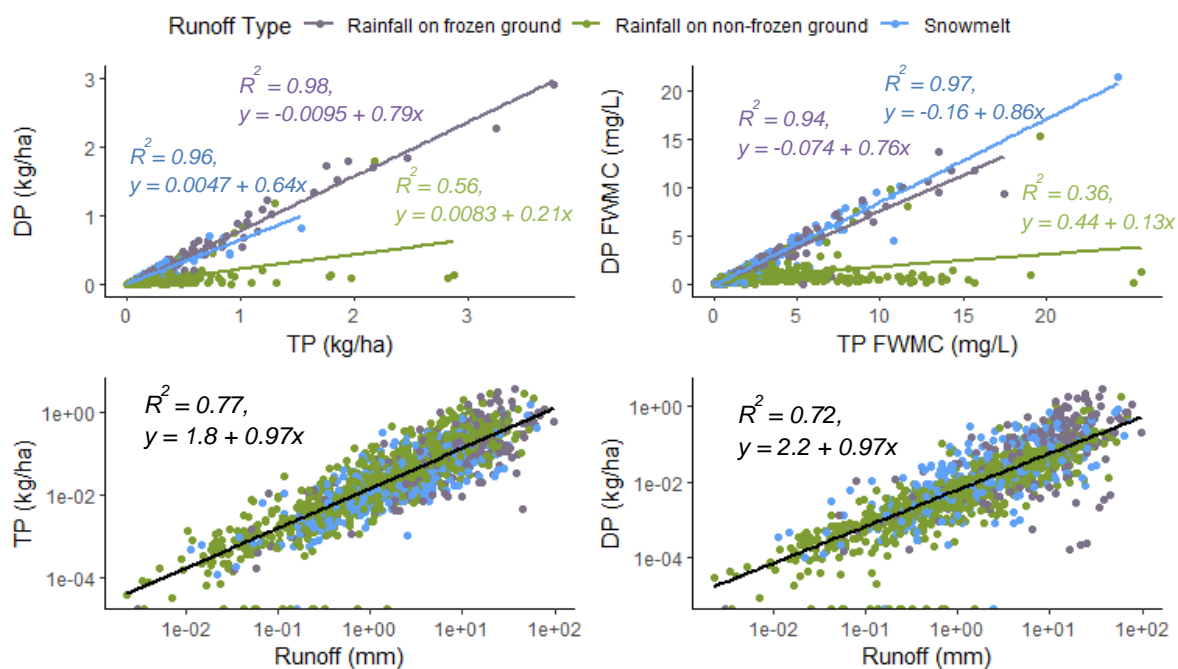 Runoff Type Rainfall on frozen ground Rainfall on non-frozen ground Snowmelt
DP (kg/ha)
3
2
1
0
R² = 0.98,
y = -0.0095 + 0.79x
R² = 0.96,
y = 0.0047 + 0.64x
R² = 0.56,
y = 0.0083 + 0.21x
0 1 2 3
TP (kg/ha)
DP FWMC (mg/L)
20
15
10
5
0
R² = 0.97,
y = -0.16 + 0.86x
R² = 0.94,
y = -0.074 + 0.76x
R² = 0.36,
y = 0.44 + 0.13x
0 5 10 15 20
TP FWMC (mg/L)
TP (kg/ha)
1e+00
1e-02
1e-04
R² = 0.77,
y = 1.8 + 0.97x
1e-02 1e-01 1e+00 1e+01 1e+02
Runoff (mm)
DP (kg/ha)
1e+00
1e-02
1e-04
R² = 0.72,
y = 2.2 + 0.97x
1e-02 1e-01 1e+00 1e+01 1e+02
Runoff (mm)